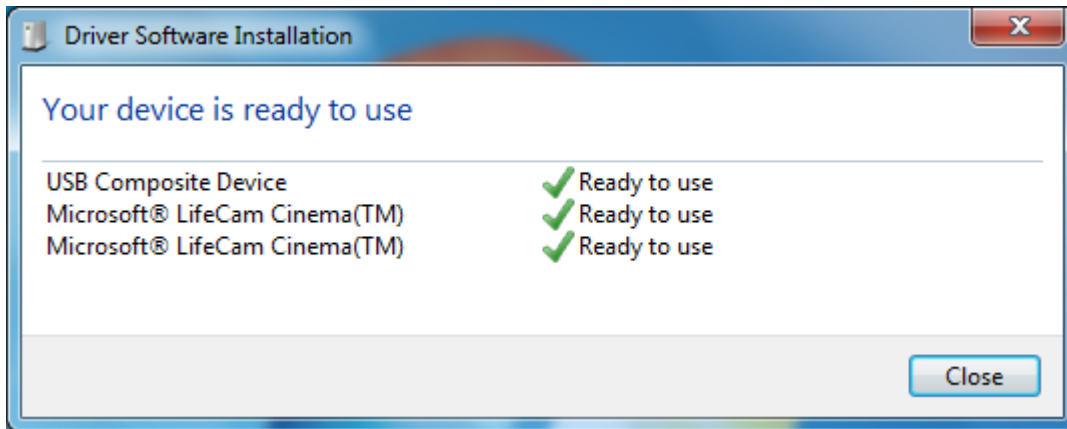 Driver Software Installation
Your device is ready to use
USB Composite Device Ready to use
Microsoft® LifeCam Cinema(TM) Ready to use
Microsoft® LifeCam Cinema(TM) Ready to use
Close